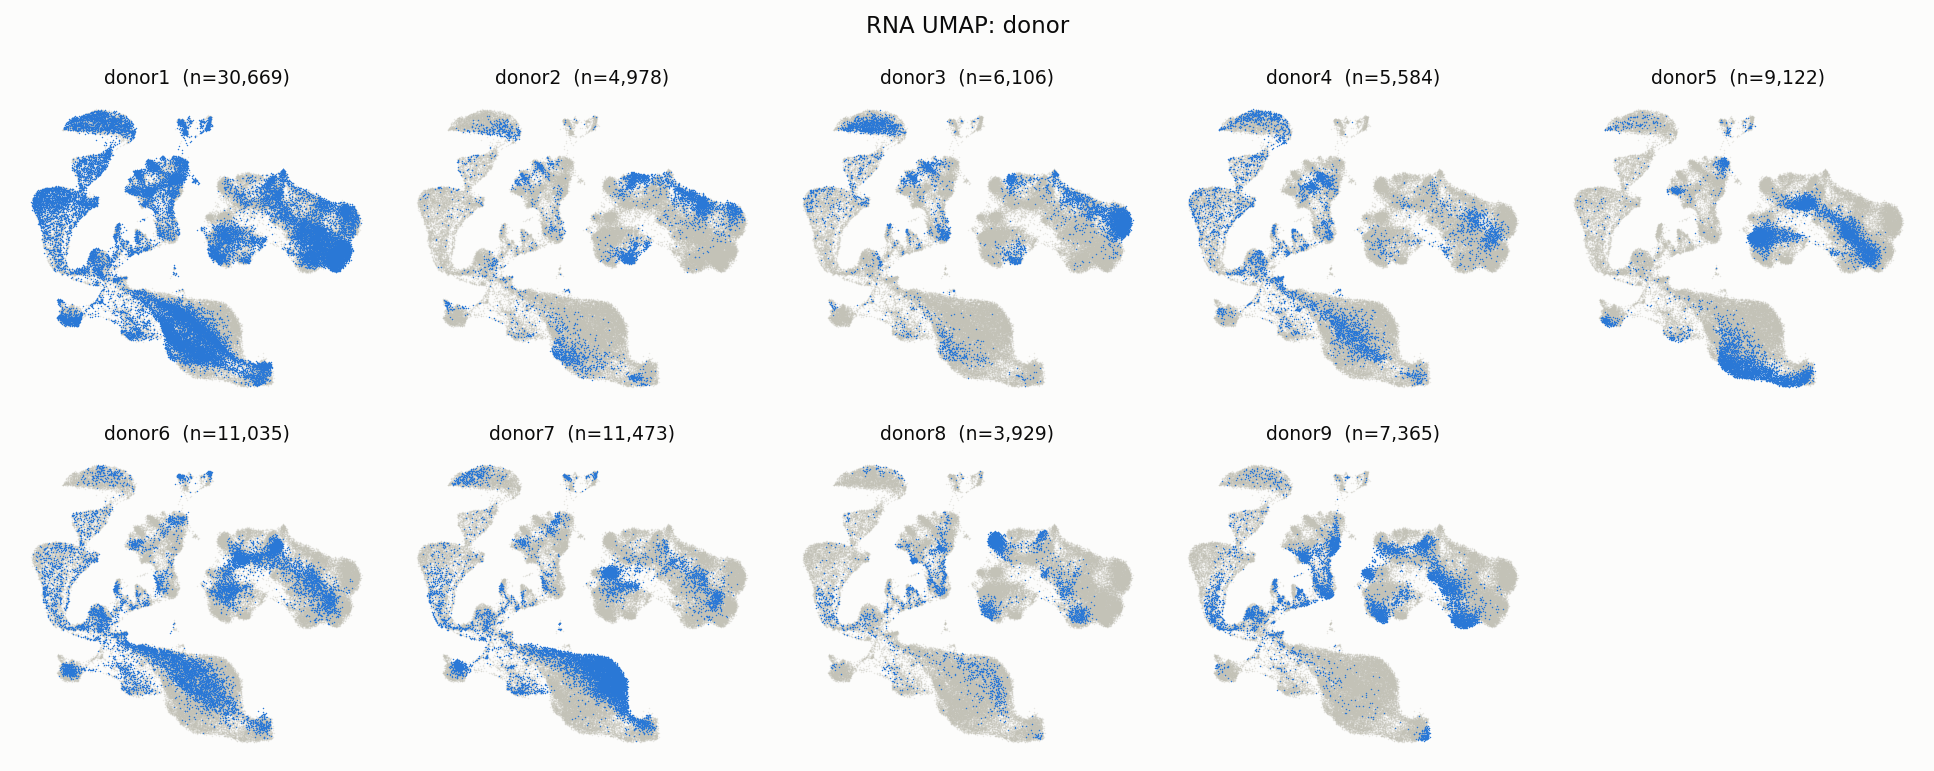 RNA UMAP: donor
donor1 (n=30,669)
donor2 (n=4,978)
donor3 (n=6,106)
donor4 (n=5,584)
donor5 (n=9,122)
donor6 (n=11,035)
donor7 (n=11,473)
donor8 (n=3,929)
donor9 (n=7,365)